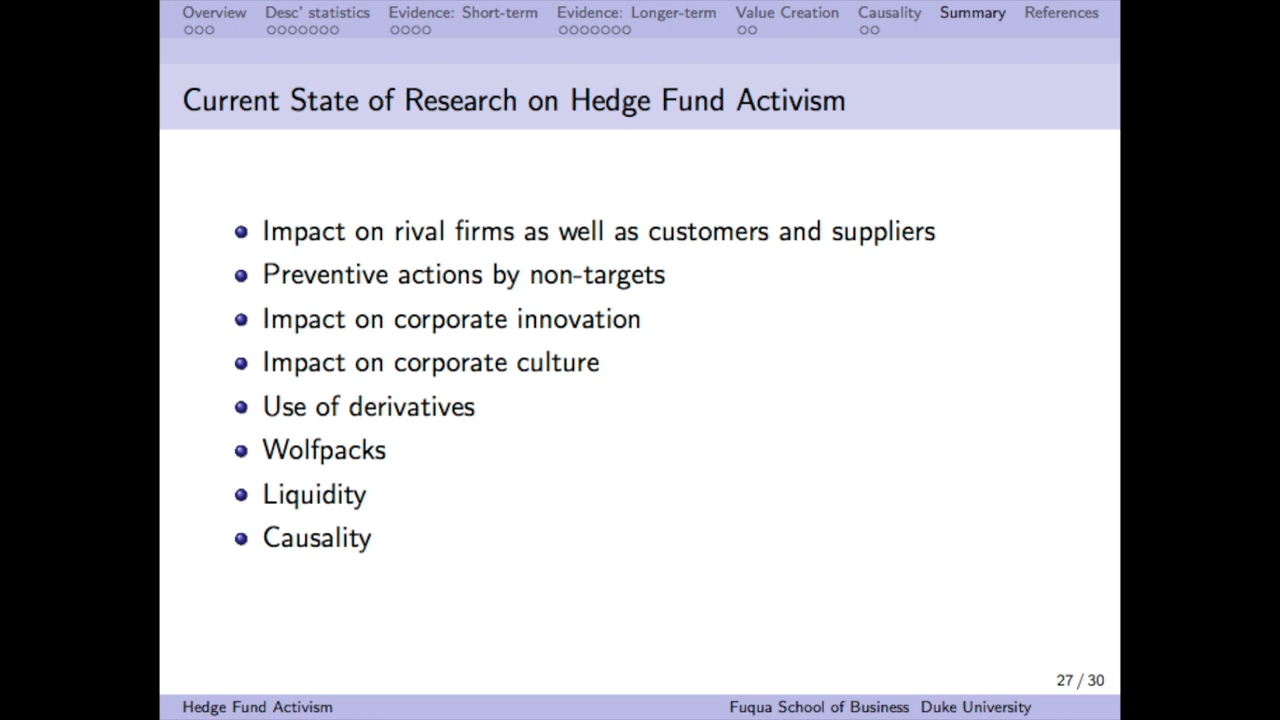 Overview Desc' statistics Evidence: Short-term Evidence: Longer-term Value Creation Causality Summary References
Current State of Research on Hedge Fund Activism
Impact on rival firms as well as customers and suppliers
Preventive actions by non-targets
Impact on corporate innovation
Impact on corporate culture
Use of derivatives
Wolfpacks
Liquidity
Causality
27 / 30
Hedge Fund Activism Fuqua School of Business Duke University